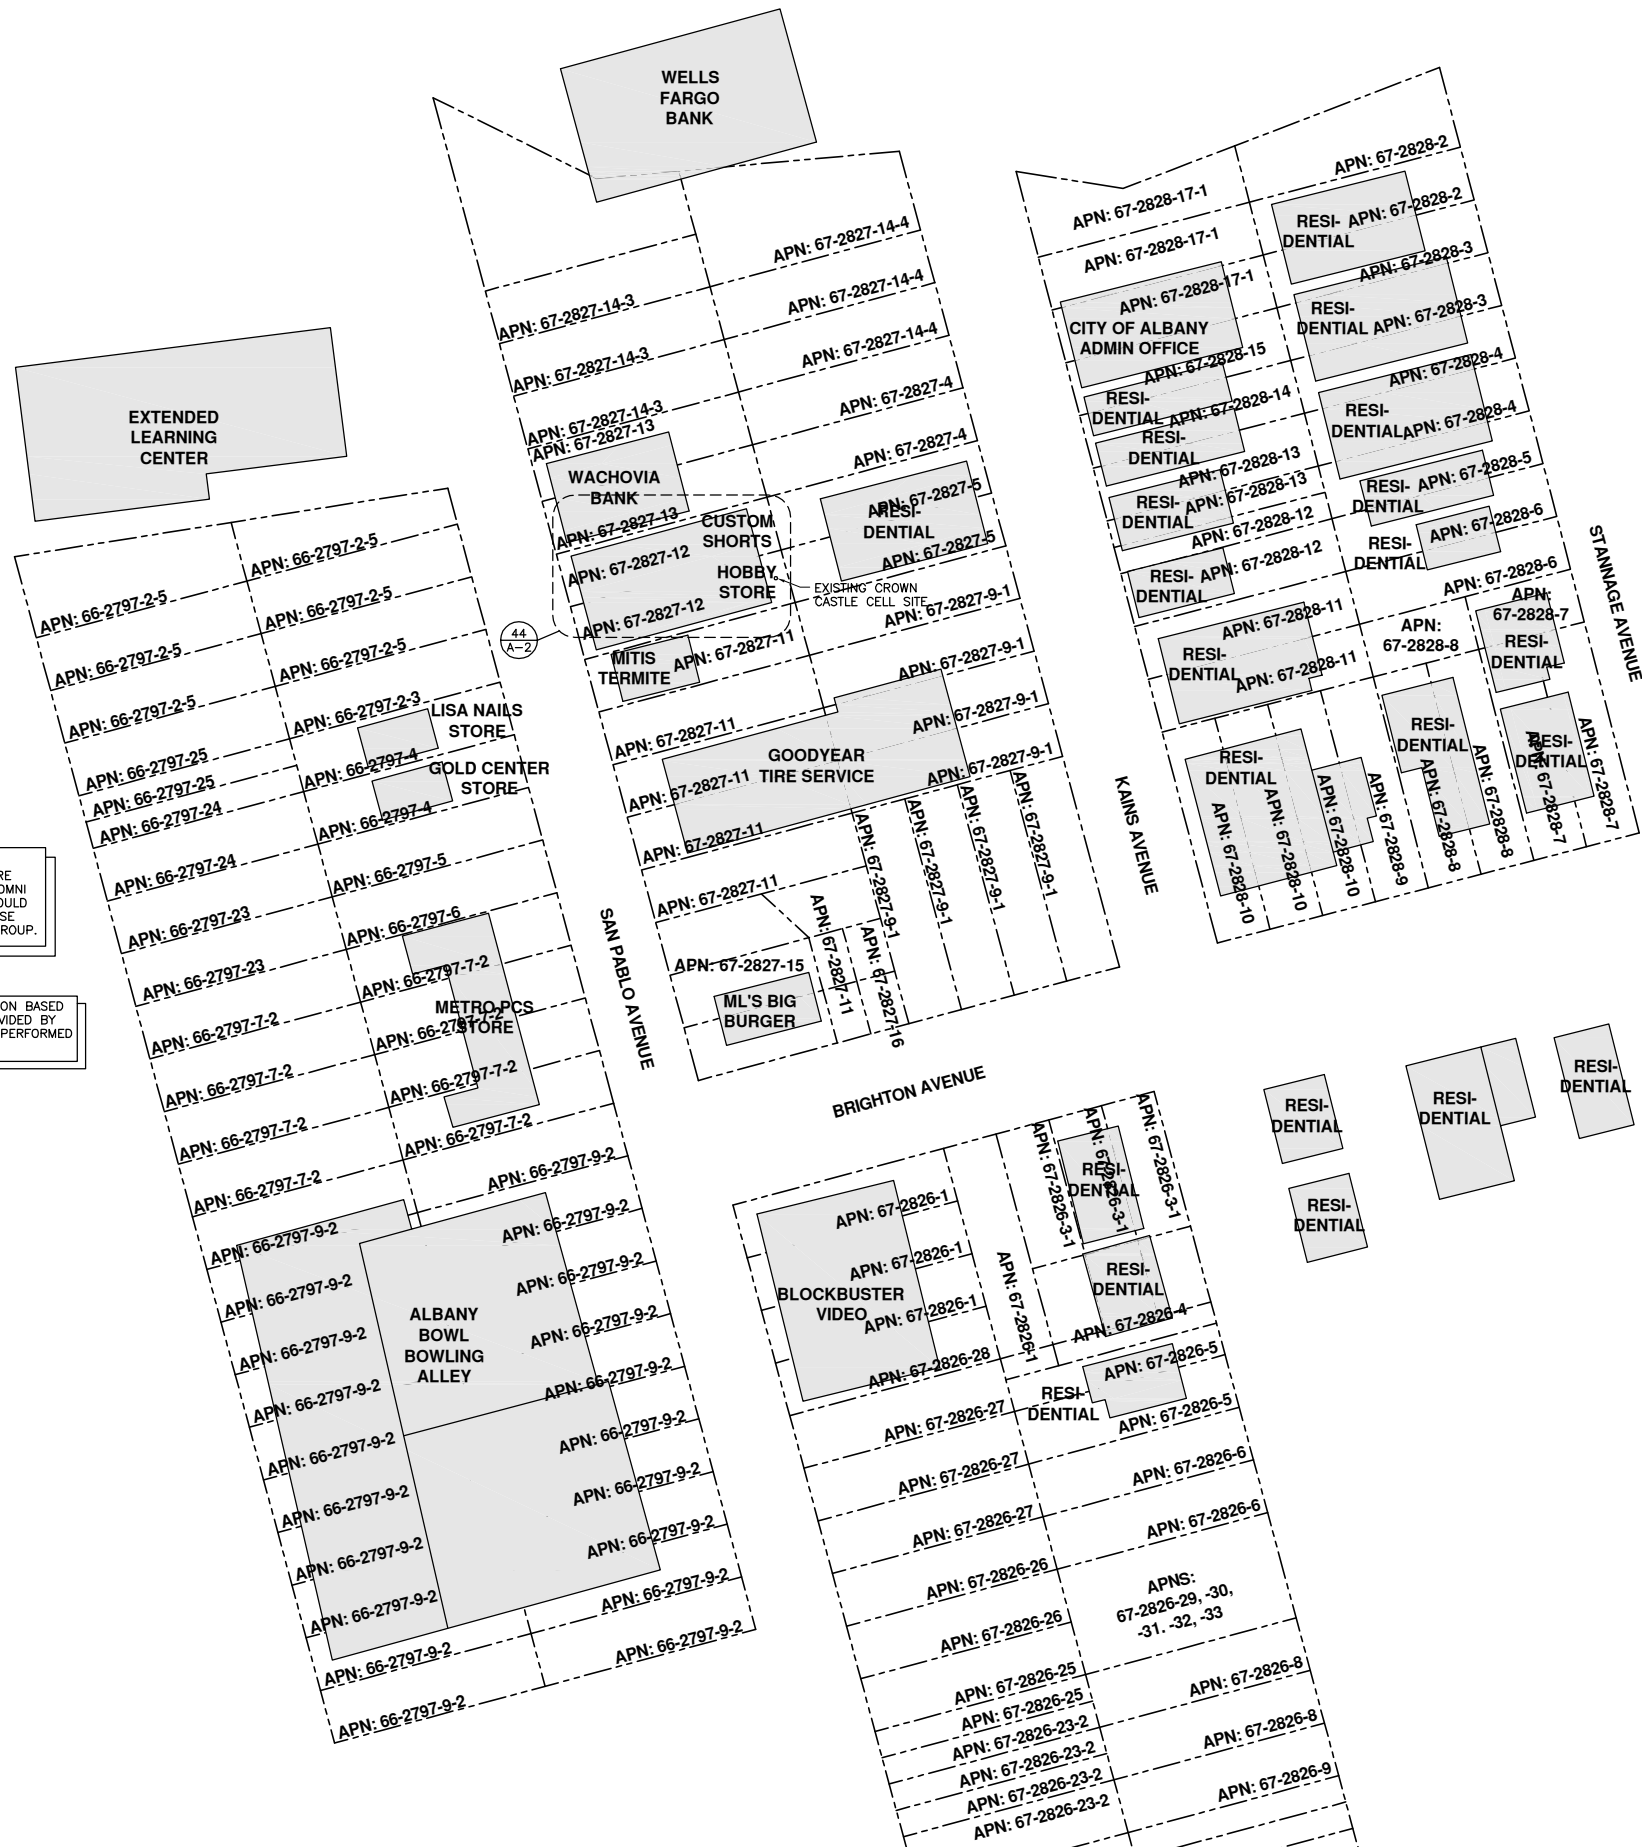 WELLS
FARGO
BANK
EXTENDED
LEARNING
CENTER
APN: 66-2797-2-5
APN: 66-2797-2-5
APN: 66-2797-2-5
APN: 66-2797-25
APN: 66-2797-25
APN: 66-2797-24
APN: 66-2797-24
APN: 66-2797-23
APN: 66-2797-23
APN: 66-2797-7-2
APN: 66-2797-7-2
APN: 66-2797-7-2
APN: 66-2797-7-2
APN: 66-2797-9-2
APN: 66-2797-9-2
APN: 66-2797-9-2
APN: 66-2797-9-2
APN: 66-2797-9-2
APN: 66-2797-9-2
APN: 66-2797-9-2
APN: 66-2797-9-2
APN: 66-2797-9-2
APN: 66-2797-9-2
APN: 66-2797-2-5
APN: 66-2797-2-5
APN: 66-2797-2-5
APN: 66-2797-2-3
LISA NAILS
STORE
APN: 66-2797-4
GOLD CENTER
STORE
APN: 66-2797-4
APN: 66-2797-5
APN: 66-2797-6
APN: 66-2797-7-2
METRO PCS
STORE
APN: 66-2797-7-2
APN: 66-2797-7-2
APN: 66-2797-7-2
APN: 66-2797-9-2
APN: 66-2797-9-2
APN: 66-2797-9-2
APN: 66-2797-9-2
APN: 66-2797-9-2
APN: 66-2797-9-2
APN: 66-2797-9-2
APN: 66-2797-9-2
APN: 66-2797-9-2
APN: 66-2797-9-2
ALBANY
BOWL
BOWLING
ALLEY
RE
OMNI
OULD
SE
ROUP.
ON BASED
VIDED BY
PERFORMED
SAN PABLO AVENUE
APN: 67-2827-14-3
APN: 67-2827-14-3
APN: 67-2827-14-3
APN: 67-2827-13
WACHOVIA
BANK
APN: 67-2827-13
CUSTOM
SHORTS
APN: 67-2827-12
HOBBY
STORE
APN: 67-2827-12
EXISTING CROWN
CASTLE CELL SITE
44
A-2
MITIS
TERMITE
APN: 67-2827-11
APN: 67-2827-11
GOODYEAR
TIRE SERVICE
APN: 67-2827-11
APN: 67-2827-11
APN: 67-2827-11
APN: 67-2827-15
ML'S BIG
BURGER
APN: 67-2827-11
APN: 67-2827-16
APN: 67-2827-14-4
APN: 67-2827-14-4
APN: 67-2827-14-4
APN: 67-2827-4
APN: 67-2827-4
APN: 67-2827-5
RESI-
DENTIAL
APN: 67-2827-5
APN: 67-2827-9-1
APN: 67-2827-9-1
APN: 67-2827-9-1
APN: 67-2827-9-1
APN: 67-2827-9-1
APN: 67-2827-9-1
APN: 67-2827-9-1
APN: 67-2827-9-1
KAINS AVENUE
BRIGHTON AVENUE
APN: 67-2828-17-1
APN: 67-2828-17-1
APN: 67-2828-17-1
CITY OF ALBANY
ADMIN OFFICE
APN: 67-2828-15
RESI-
DENTIAL
APN: 67-2828-14
RESI-
DENTIAL
APN: 67-2828-13
APN: 67-2828-13
RESI-
DENTIAL
APN: 67-2828-12
APN: 67-2828-12
RESI-
DENTIAL
APN: 67-2828-11
RESI-
DENTIAL
APN: 67-2828-11
RESI-
DENTIAL
APN: 67-2828-10
APN: 67-2828-10
APN: 67-2828-10
APN: 67-2828-9
APN: 67-2828-8
APN: 67-2828-8
APN: 67-2828-7
APN: 67-2828-7
APN: 67-2828-2
RESI-
DENTIAL
APN: 67-2828-2
APN: 67-2828-3
RESI-
DENTIAL
APN: 67-2828-3
APN: 67-2828-4
RESI-
DENTIAL
APN: 67-2828-4
APN: 67-2828-5
RESI-
DENTIAL
APN: 67-2828-6
RESI-
DENTIAL
APN: 67-2828-6
APN:
67-2828-7
APN:
67-2828-8
RESI-
DENTIAL
RESI-
DENTIAL
RESI-
DENTIAL
STANNAGE AVENUE
RESI-
DENTIAL
RESI-
DENTIAL
RESI-
DENTIAL
RESI-
DENTIAL
APN: 67-2826-1
APN: 67-2826-1
BLOCKBUSTER
VIDEO
APN: 67-2826-1
APN: 67-2826-28
APN: 67-2826-1
APN: 67-2826-3-1
APN: 67-2826-3-1
APN: 67-2826-3-1
RESI-
DENTIAL
RESI-
DENTIAL
APN: 67-2826-4
APN: 67-2826-5
RESI-
DENTIAL
APN: 67-2826-5
APN: 67-2826-27
APN: 67-2826-27
APN: 67-2826-27
APN: 67-2826-26
APN: 67-2826-26
APN: 67-2826-25
APN: 67-2826-25
APN: 67-2826-23-2
APN: 67-2826-23-2
APN: 67-2826-23-2
APN: 67-2826-23-2
APN: 67-2826-6
APN: 67-2826-6
APNS:
67-2826-29, -30,
-31. -32, -33
APN: 67-2826-8
APN: 67-2826-8
APN: 67-2826-9